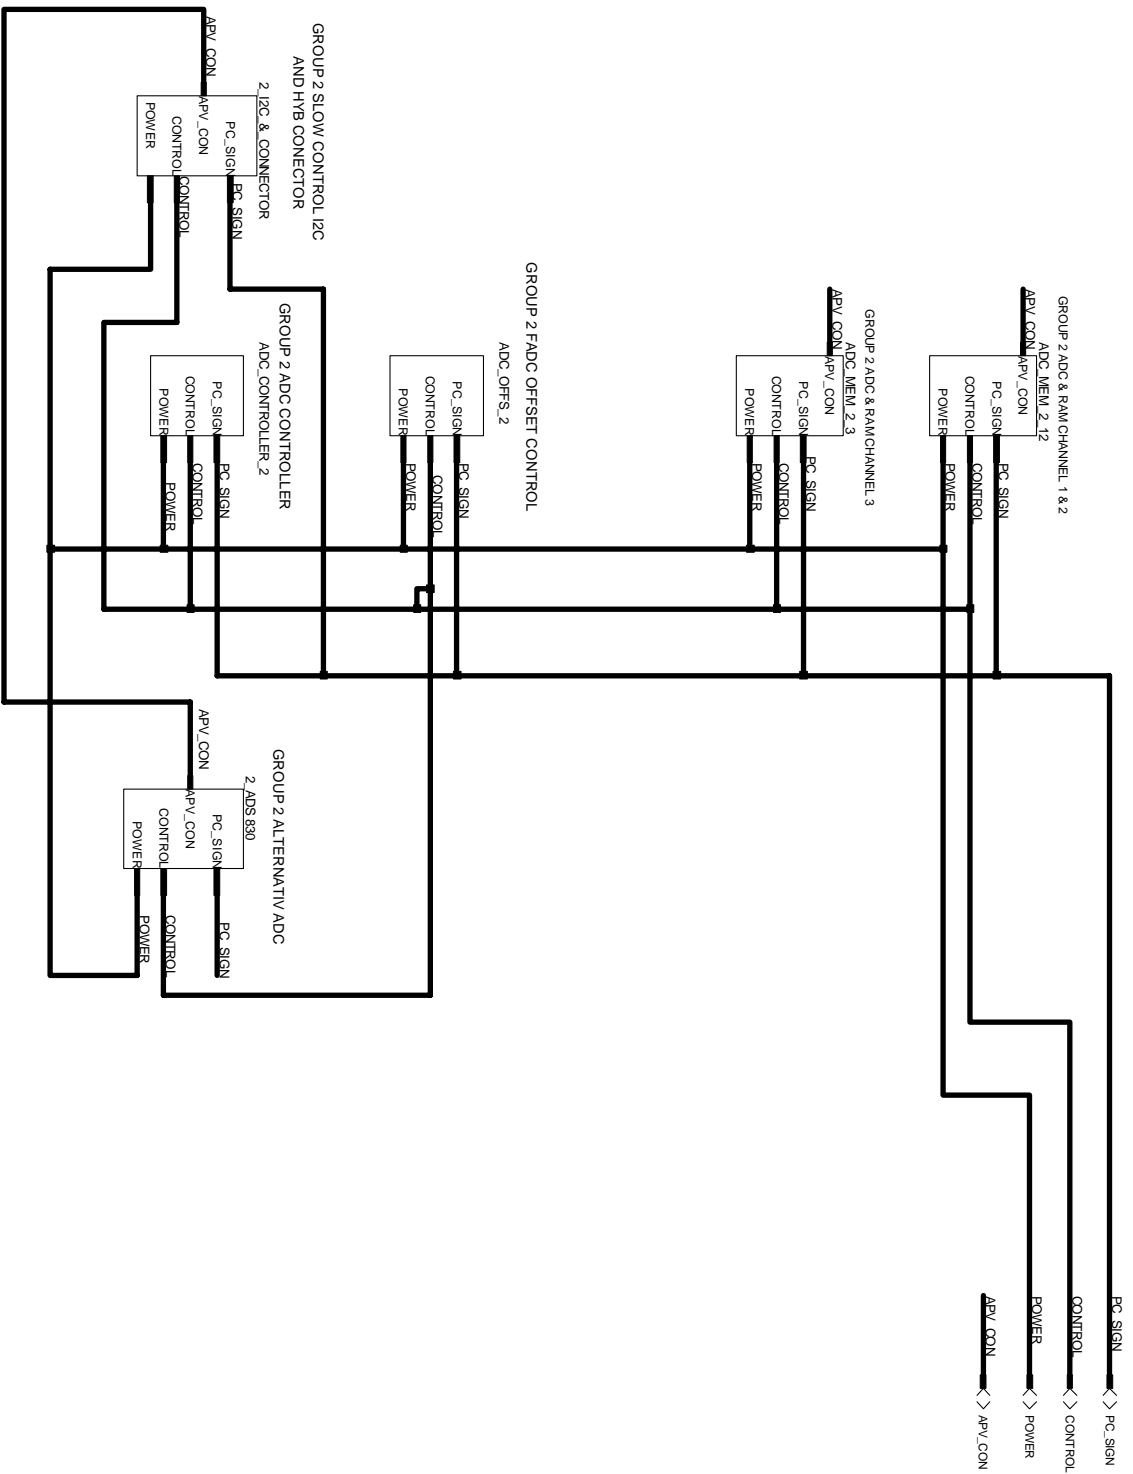 GROUP 2 ADC & RAM CHANNEL 1 & 2
ADC_MEM_2_12
APV_CON
APV_CON
PC_SIGN
CONTROL
POWER
PC_SIGN
CONTROL
POWER
GROUP 2 ADC & RAM CHANNEL 3
ADC_MEM_2_3
APV_CON
APV_CON
PC_SIGN
CONTROL
POWER
PC_SIGN
CONTROL
POWER
GROUP 2 FADC OFFSET CONTROL
ADC_OFFS_2
PC_SIGN
CONTROL
POWER
PC_SIGN
CONTROL
POWER
GROUP 2 SLOW CONTROL I2C
AND HYB CONECTOR
2_I2C_&_CONNECTOR
APV_CON
APV_CON
PC_SIGN
CONTROL
POWER
PC_SIGN
CONTROL
GROUP 2 ADC CONTROLLER
ADC_CONTROLLER_2
PC_SIGN
CONTROL
POWER
PC_SIGN
CONTROL
POWER
GROUP 2 ALTERNATIV ADC
2_ADS 830
APV_CON
APV_CON
PC_SIGN
CONTROL
POWER
PC_SIGN
CONTROL
POWER
PC_SIGN
PC_SIGN
CONTROL
CONTROL
POWER
POWER
APV_CON
APV_CON